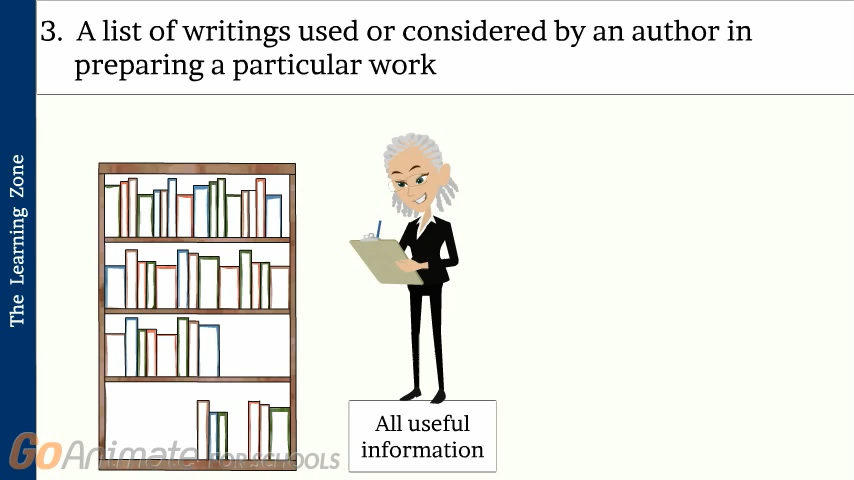 3. A list of writings used or considered by an author in
preparing a particular work
The Learning Zone
All useful
information
GoAnimate FOR SCHOOLS